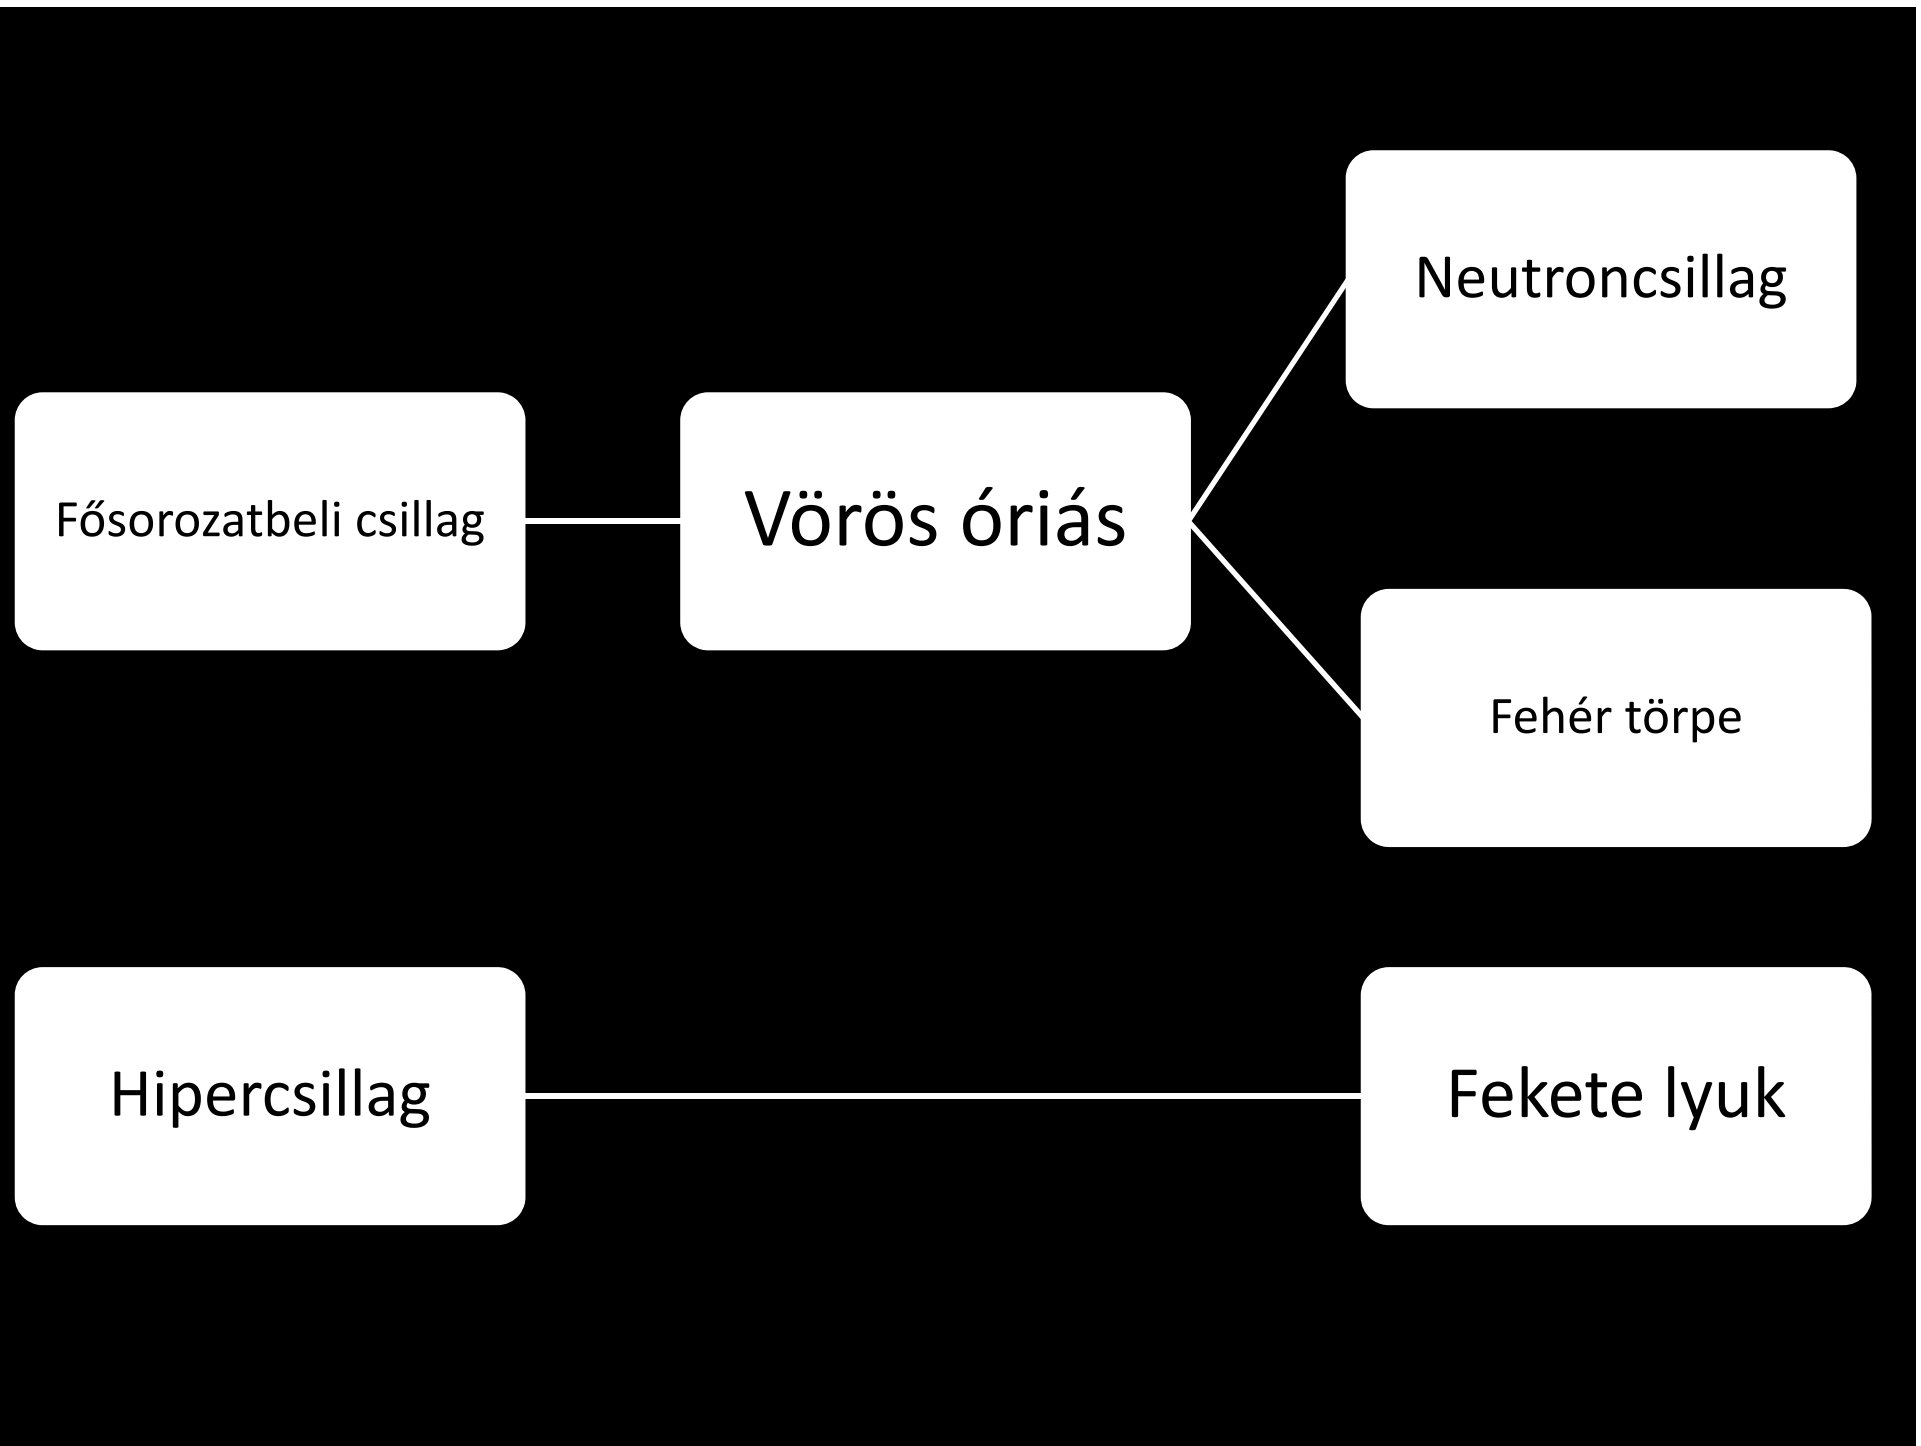 Neutroncsillag
Fősorozatbeli csillag
Vörös óriás
Fehér törpe
Hipercsillag
Fekete lyuk